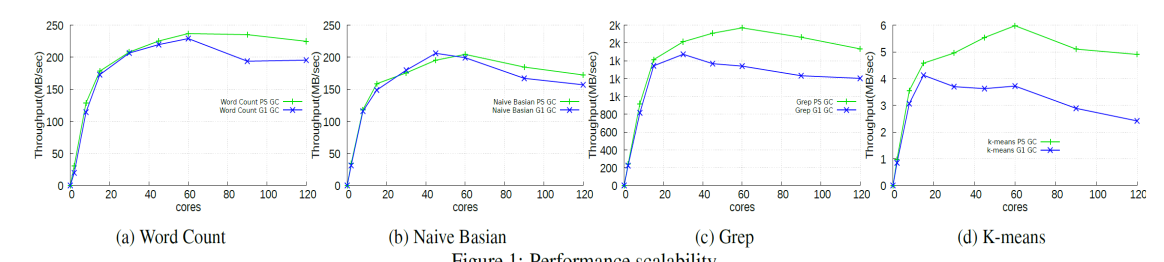 Throughput(MB/sec)
250
200
150
100
50
0
Word Count PS GC
Word Count G1 GC
0 20 40 60 80 100 120
cores
(a) Word Count
Throughput(MB/sec)
250
200
150
100
50
0
Naive Basian PS GC
Naive Basian G1 GC
0 20 40 60 80 100 120
cores
(b) Naive Basian
Throughput(MB/sec)
2k
2k
1k
1k
1k
800
600
400
200
0
Grep PS GC
Grep G1 GC
0 20 40 60 80 100 120
cores
(c) Grep
Throughput(MB/sec)
6
5
4
3
2
1
0
k-means PS GC
k-means G1 GC
0 20 40 60 80 100 120
cores
(d) K-means
Figure 1: Performance scalability